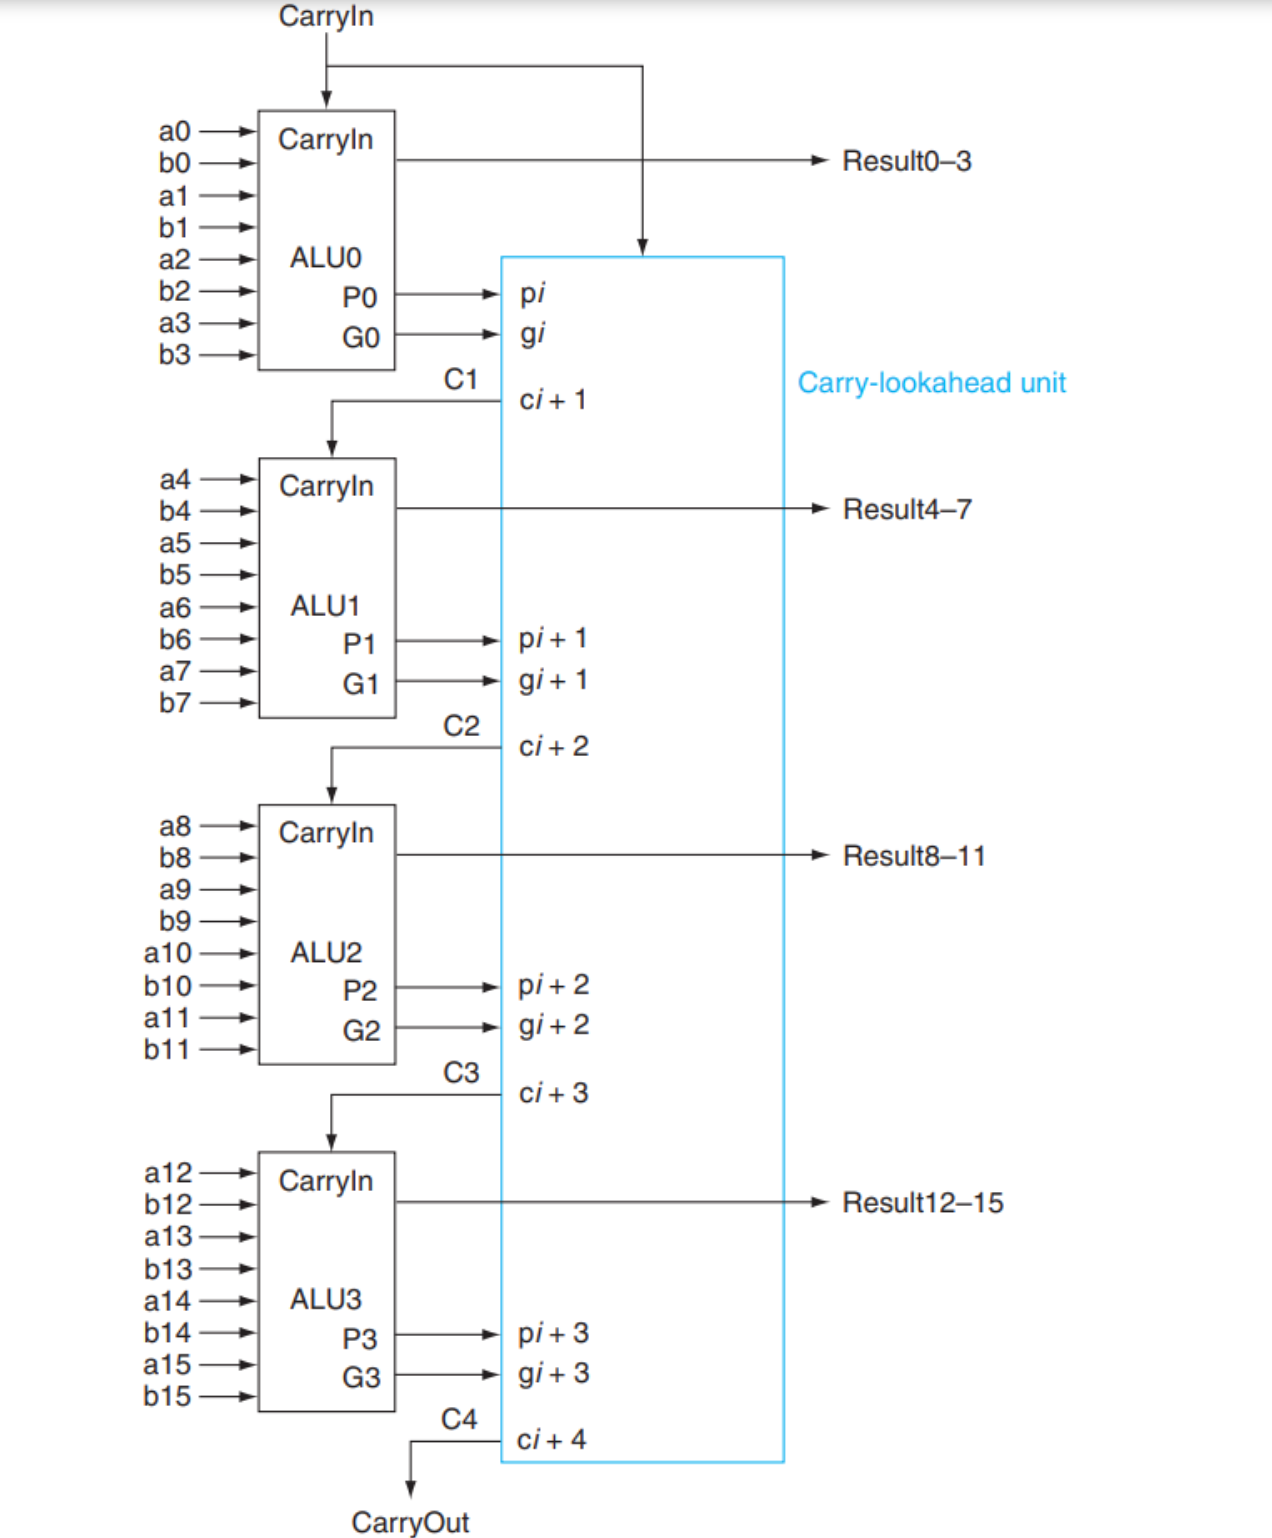 CarryIn
a0
CarryIn
b0
Result0–3
a1
b1
a2
ALU0
b2
P0
pi
a3
G0
gi
b3
C1
Carry-lookahead unit
ci + 1
a4
CarryIn
b4
Result4–7
a5
b5
a6
ALU1
b6
P1
pi + 1
a7
G1
gi + 1
b7
C2
ci + 2
a8
CarryIn
b8
Result8–11
a9
b9
a10
ALU2
b10
P2
pi + 2
a11
G2
gi + 2
b11
C3
ci + 3
a12
CarryIn
b12
Result12–15
a13
b13
a14
ALU3
b14
P3
pi + 3
a15
G3
gi + 3
b15
C4
ci + 4
CarryOut